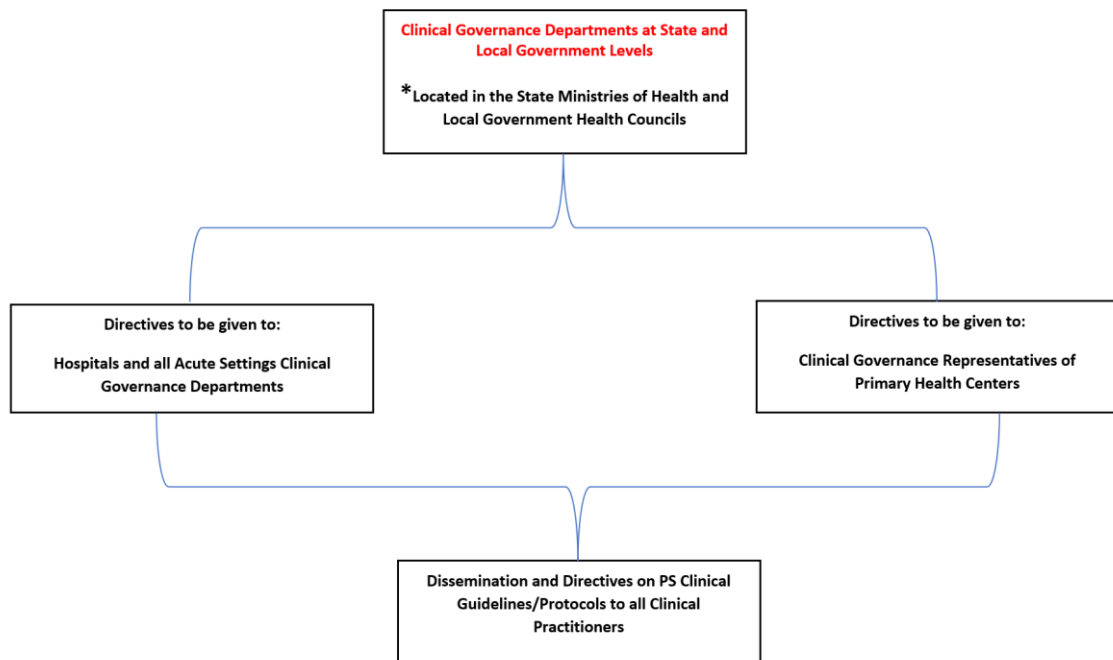 Clinical Governance Departments at State and
Local Government Levels
*Located in the State Ministries of Health and
Local Government Health Councils
Directives to be given to:
Hospitals and all Acute Settings Clinical
Governance Departments
Directives to be given to:
Clinical Governance Representatives of
Primary Health Centers
Dissemination and Directives on PS Clinical
Guidelines/Protocols to all Clinical
Practitioners